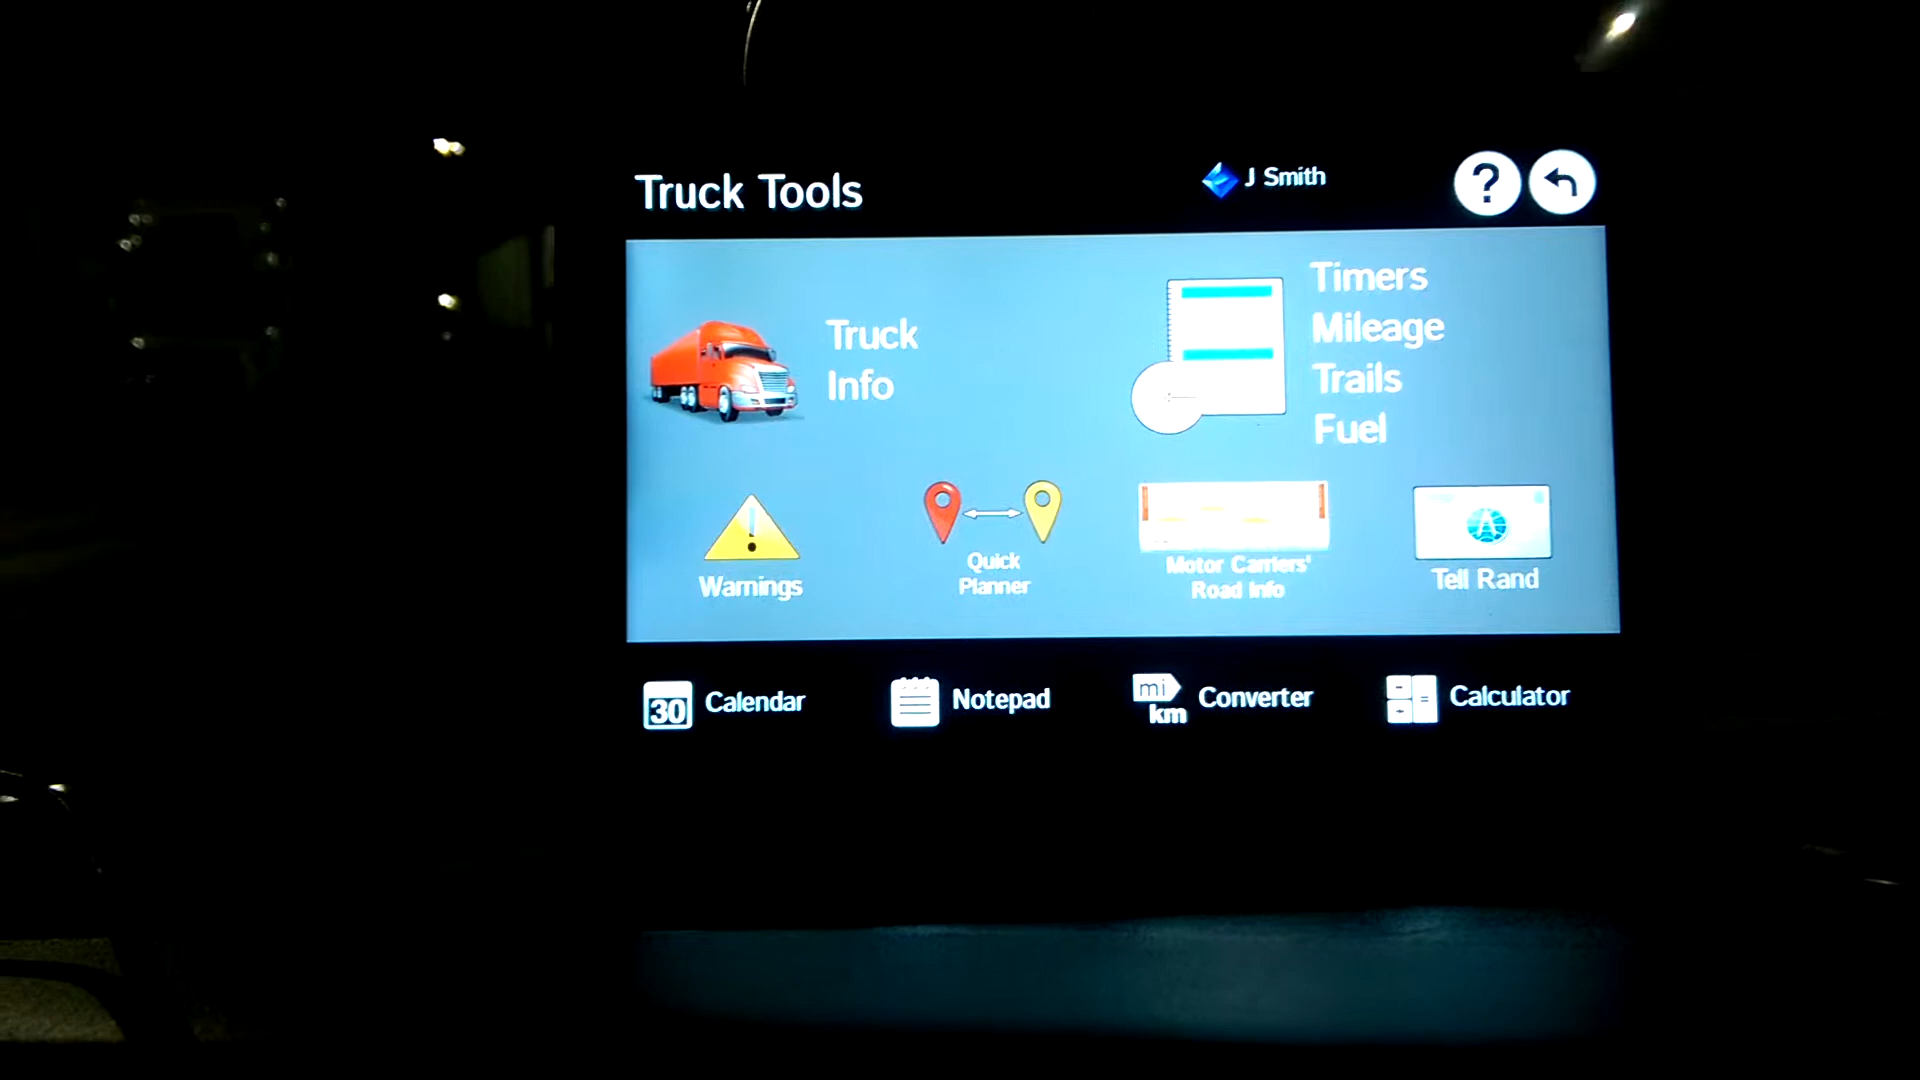 Truck Tools
J Smith
?
Truck
Info
Timers
Mileage
Trails
Fuel
Warnings
Quick
Planner
Motor Carriers'
Road Info
Tell Rand
30
Calendar
Notepad
mi
km
Converter
Calculator